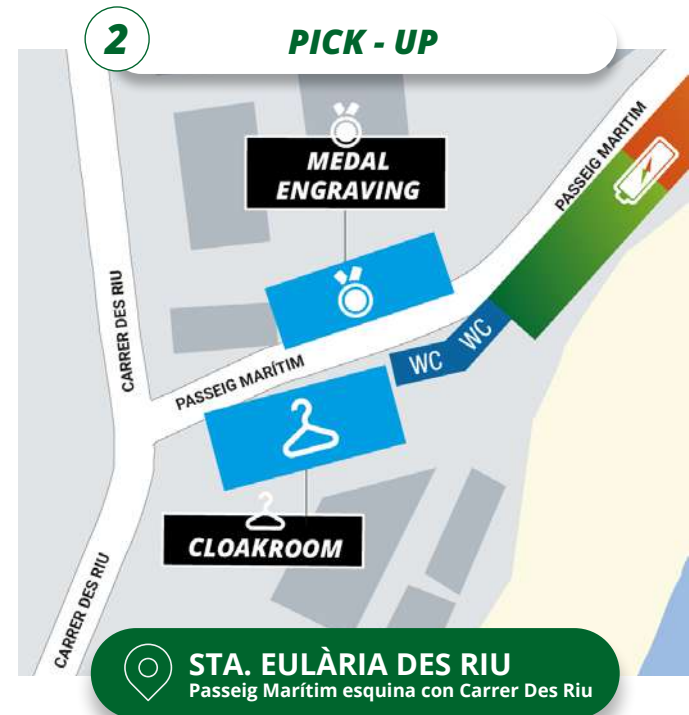 2
PICK - UP
MEDAL
ENGRAVING
PASSEIG MARITIM
CARRER DES RIU
PASSEIG MARÍTIM
WC
WC
CLOAKROOM
CARRER DES RIU
STA. EULÀRIA DES RIU
Passeig Marítim esquina con Carrer Des Riu